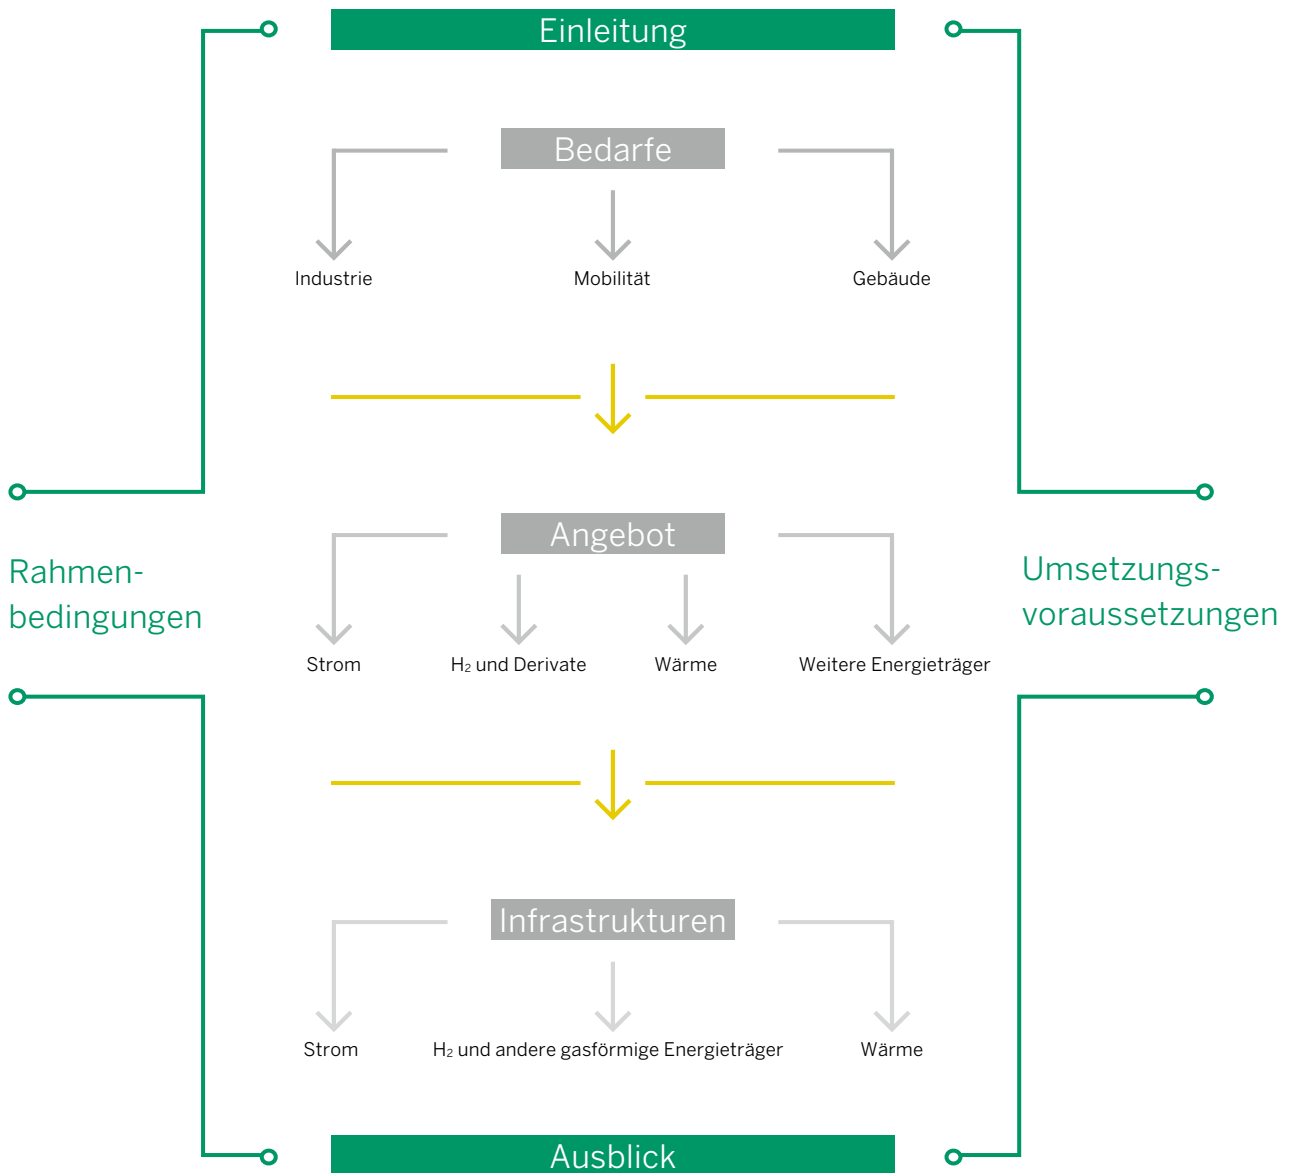 Einleitung
Bedarfe
Industrie
Mobilität
Gebäude
Rahmen-
bedingungen
Umsetzungs-
voraussetzungen
Angebot
Strom
H₂ und Derivate
Wärme
Weitere Energieträger
Infrastrukturen
Strom
H₂ und andere gasförmige Energieträger
Wärme
Ausblick